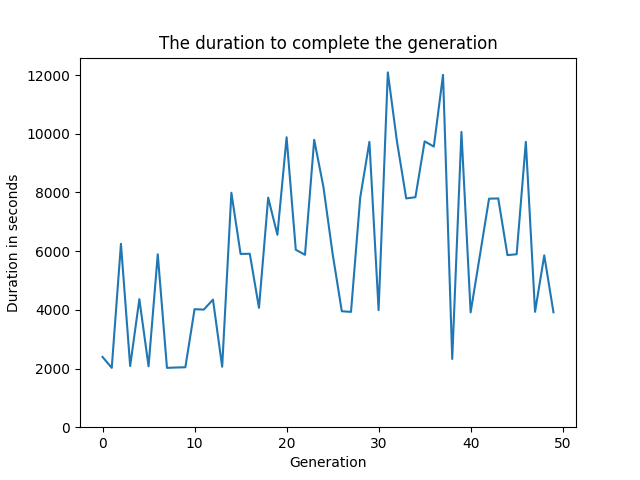 The duration to complete the generation
12000
10000
8000
6000
4000
2000
0
Duration in seconds
0 10 20 30 40 50
Generation